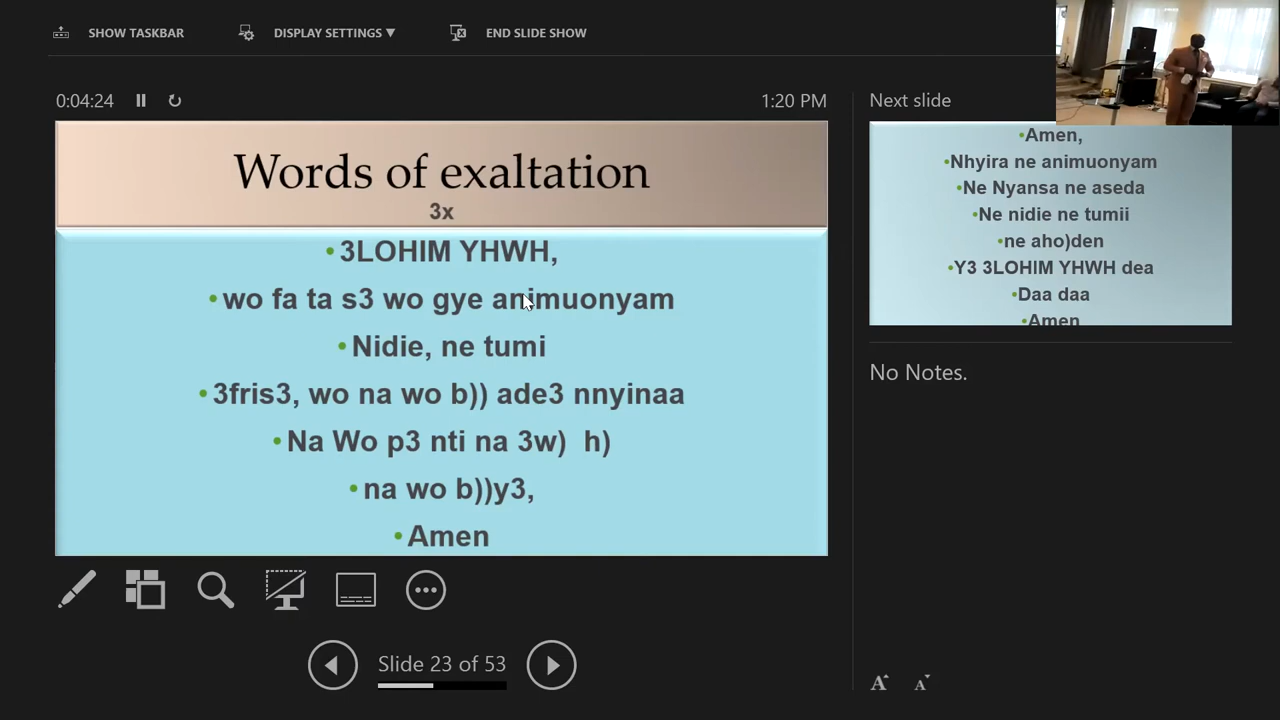 SHOW TASKBAR
DISPLAY SETTINGS ▼
END SLIDE SHOW
0:04:24
1:20 PM
Words of exaltation
3x
•3LOHIM YHWH,
•wo fa ta s3 wo gye animuonyam
•Nidie, ne tumi
•3fris3, wo na wo b)) ade3 nnyinaa
•Na Wo p3 nti na 3w)  h)
•na wo b))y3,
•Amen
Slide 23 of 53
Next slide
•Amen,
•Nhyira ne animuonyam
•Ne Nyansa ne aseda
•Ne nidie ne tumii
•ne aho)den
•Y3 3LOHIM YHWH dea
•Daa daa
•Amen
No Notes.
A A